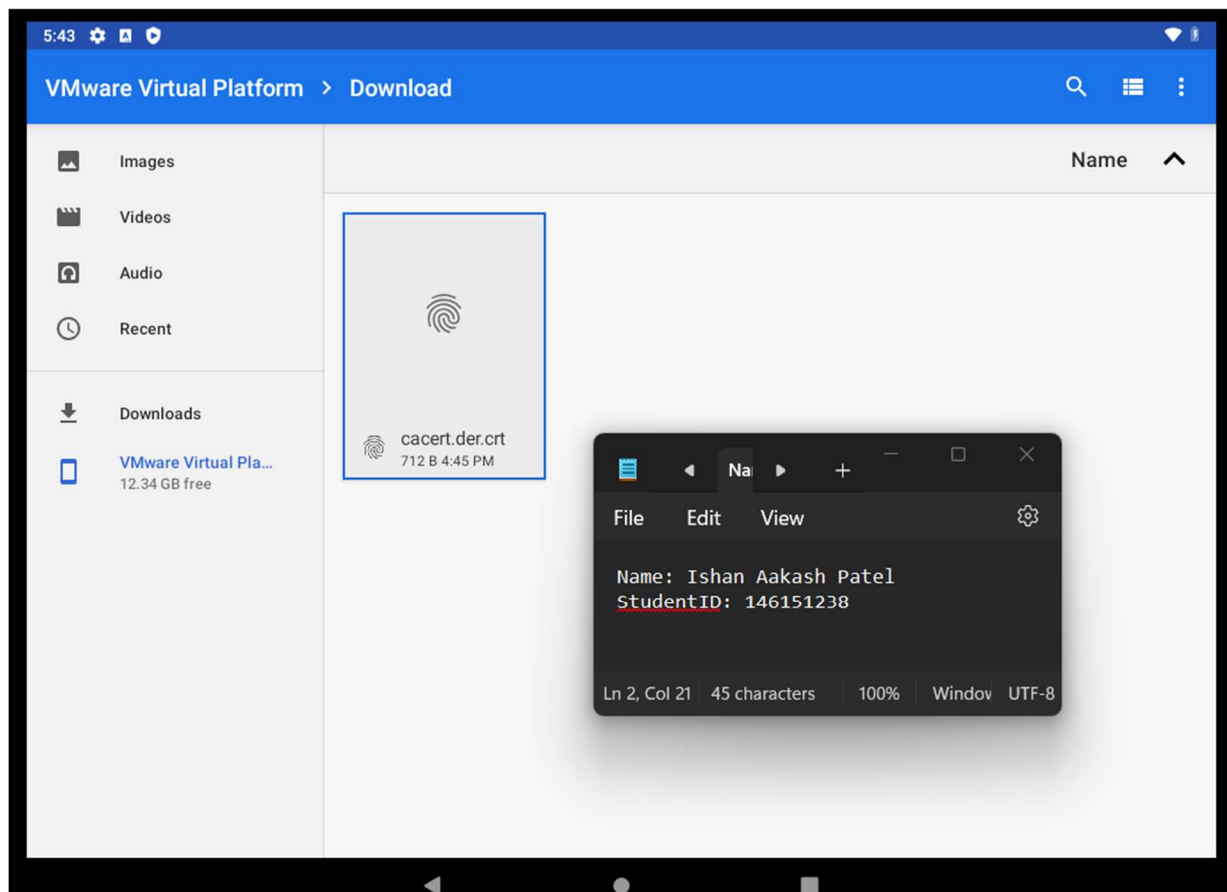 5:43
VMware Virtual Platform > Download
Images
Videos
Audio
Recent
Downloads
VMware Virtual Pla...
12.34 GB free
Name
cacert.der.crt
712 B 4:45 PM
Na
File Edit View
Name: Ishan Aakash Patel
StudentID: 146151238
Ln 2, Col 21 45 characters 100% Window UTF-8